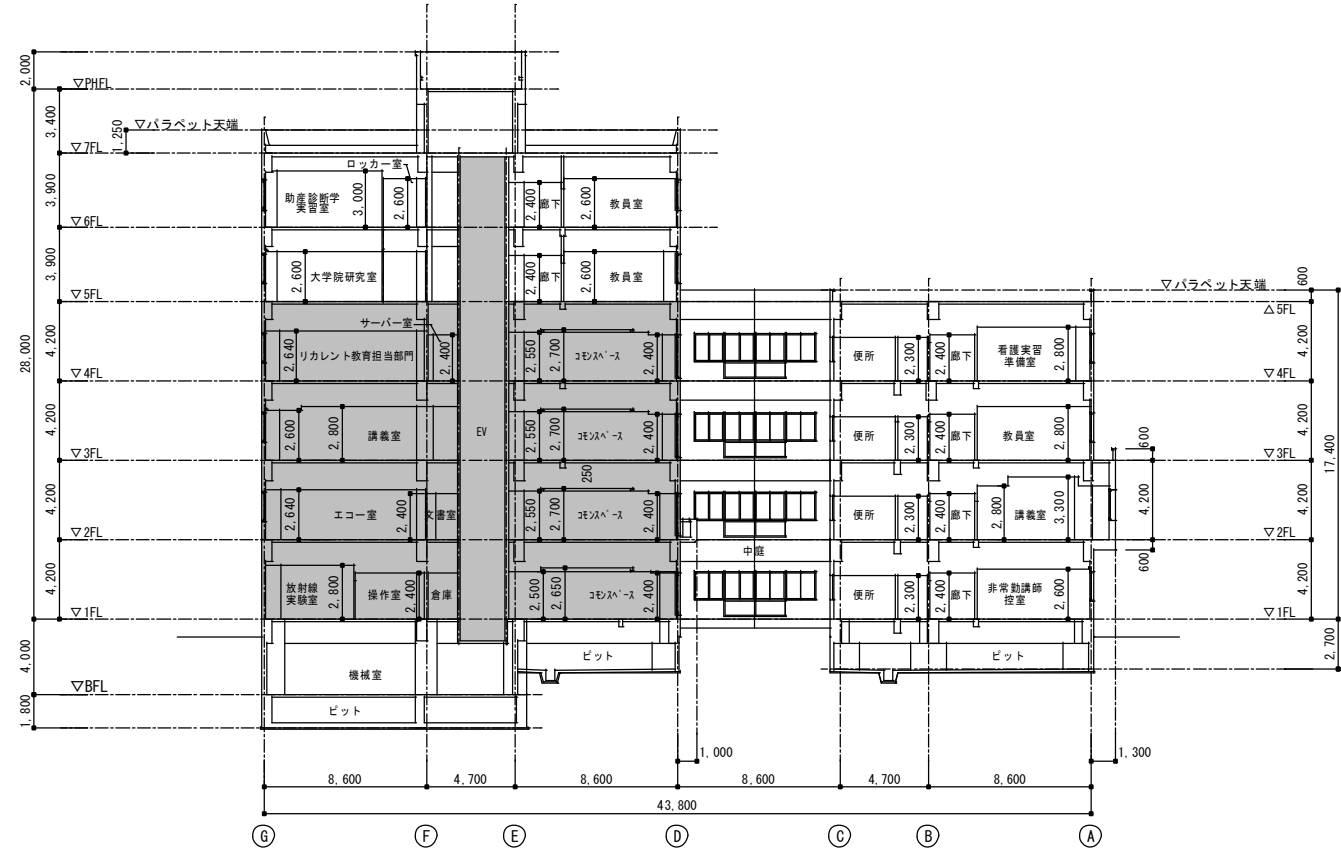 2,000
▽PHFL
3,400
▽パラペット天端
1,250
▽7FL
ロッカー室
助産診断学
実習室
3,000
2,600
2,400
廊下
2,600
教員室
3,900
▽6FL
2,600
大学院研究室
2,400
廊下
2,600
教員室
3,900
▽5FL
▽パラペット天端
600
△5FL
28,000
サーバー室
4,200
2,640
リカレント教育担当部門
2,400
2,550
2,700
コモンスペース
2,400
便所
2,300
2,400
廊下
看護実習
準備室
2,800
4,200
▽4FL
▽4FL
4,200
2,600
2,800
講義室
EV
2,550
2,700
コモンスペース
2,400
便所
2,300
2,400
廊下
教員室
2,800
4,200
17,400
▽3FL
▽3FL
600
250
4,200
2,640
エコー室
2,400
文書室
2,550
2,700
コモンスペース
2,400
便所
2,300
2,400
廊下
2,800
講義室
3,300
4,200
4,200
▽2FL
▽2FL
中庭
600
4,200
放射線
実験室
2,800
操作室
2,400
倉庫
2,500
2,650
コモンスペース
2,400
便所
2,300
2,400
廊下
非常勤講師
控室
2,600
4,200
▽1FL
▽1FL
4,000
機械室
ピット
ピット
2,700
▽BFL
1,800
ピット
1,000
1,300
8,600
4,700
8,600
8,600
4,700
8,600
43,800
G
F
E
D
C
B
A